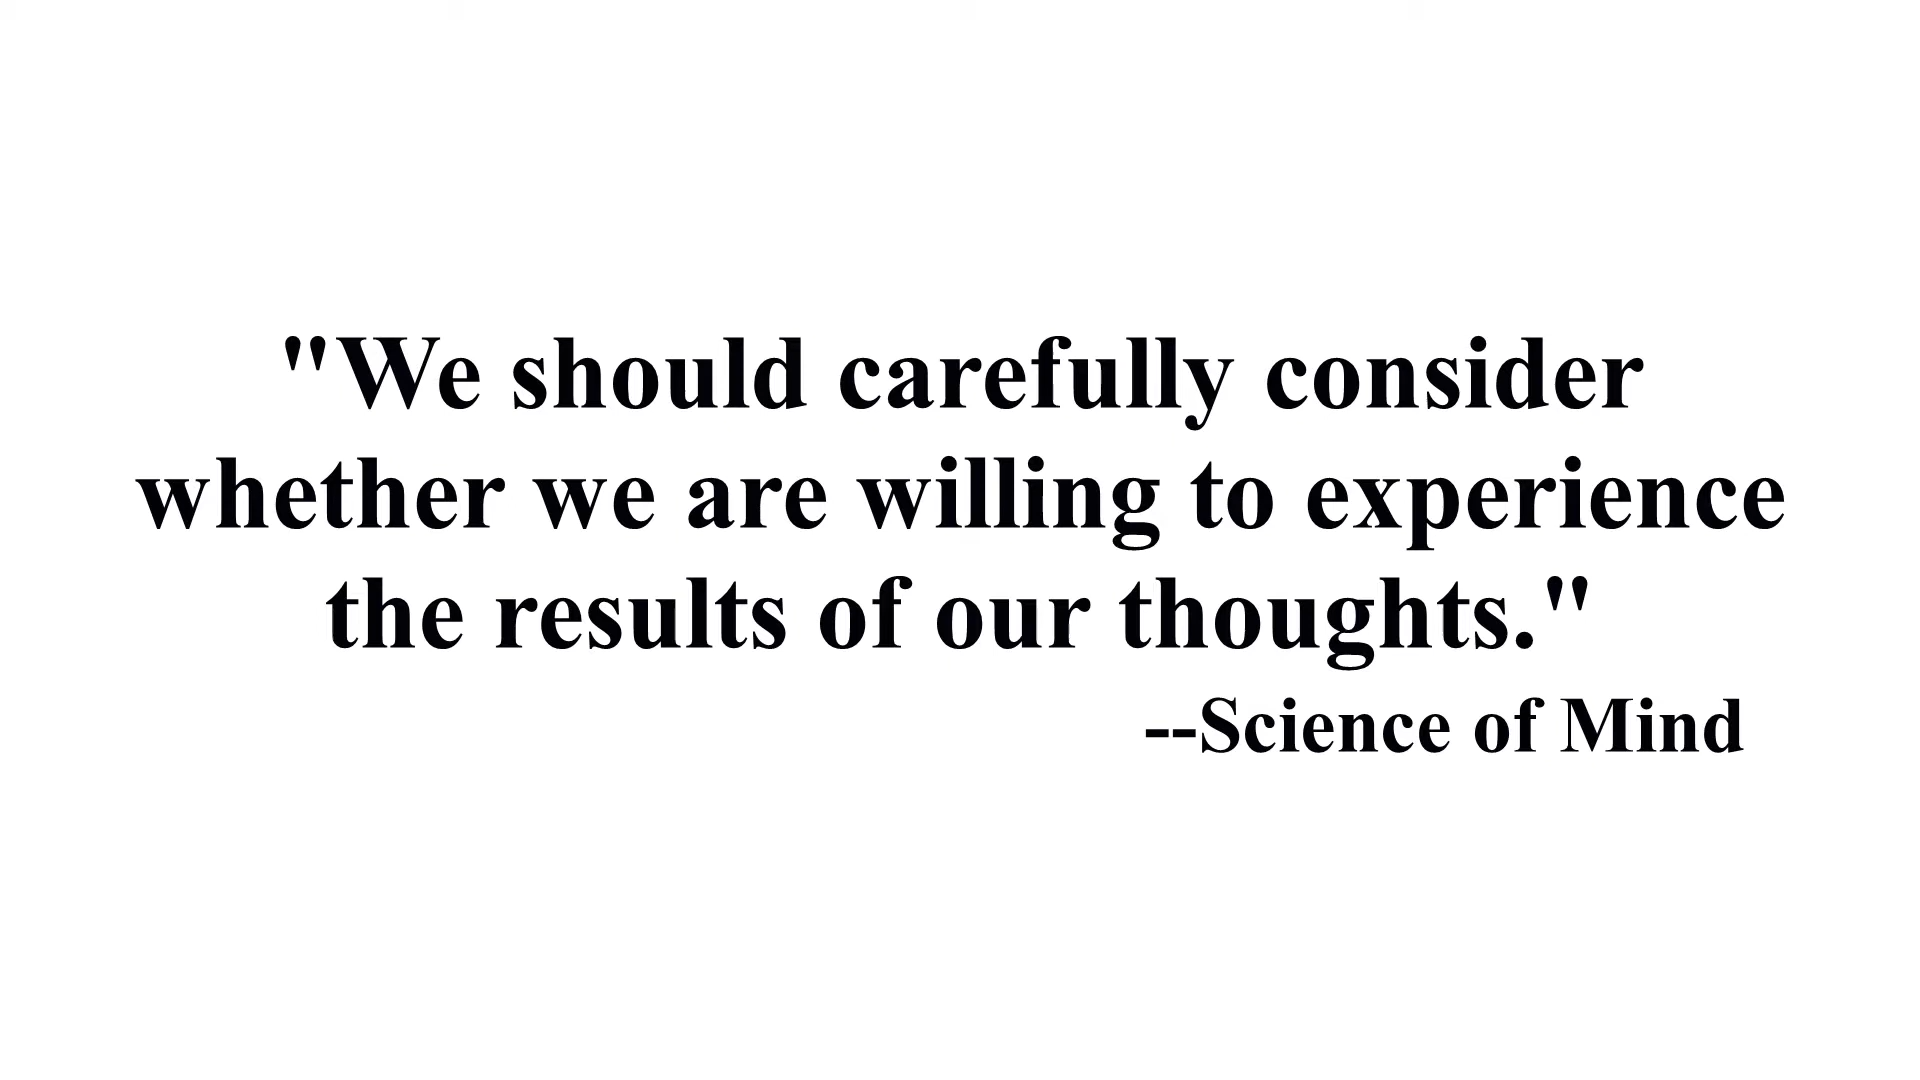 "We should carefully consider
whether we are willing to experience
the results of our thoughts."
--Science of Mind